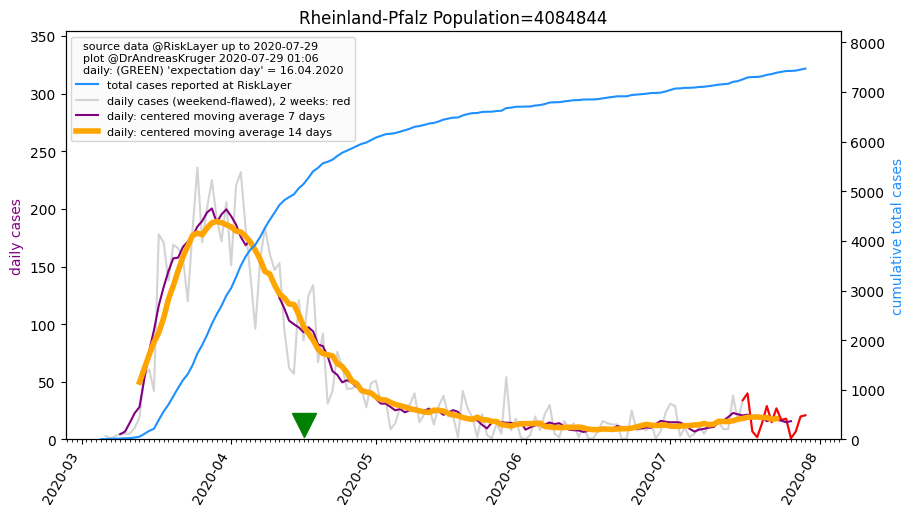 Rheinland-Pfalz Population=4084844
source data @RiskLayer up to 2020-07-29
plot @DrAndreasKruger 2020-07-29 01:06
daily: (GREEN) 'expectation day' = 16.04.2020
total cases reported at RiskLayer
daily cases (weekend-flawed), 2 weeks: red
daily: centered moving average 7 days
daily: centered moving average 14 days
daily cases
350
300
250
200
150
100
50
0
cumulative total cases
8000
7000
6000
5000
4000
3000
2000
1000
0
2020-03
2020-04
2020-05
2020-06
2020-07
2020-08